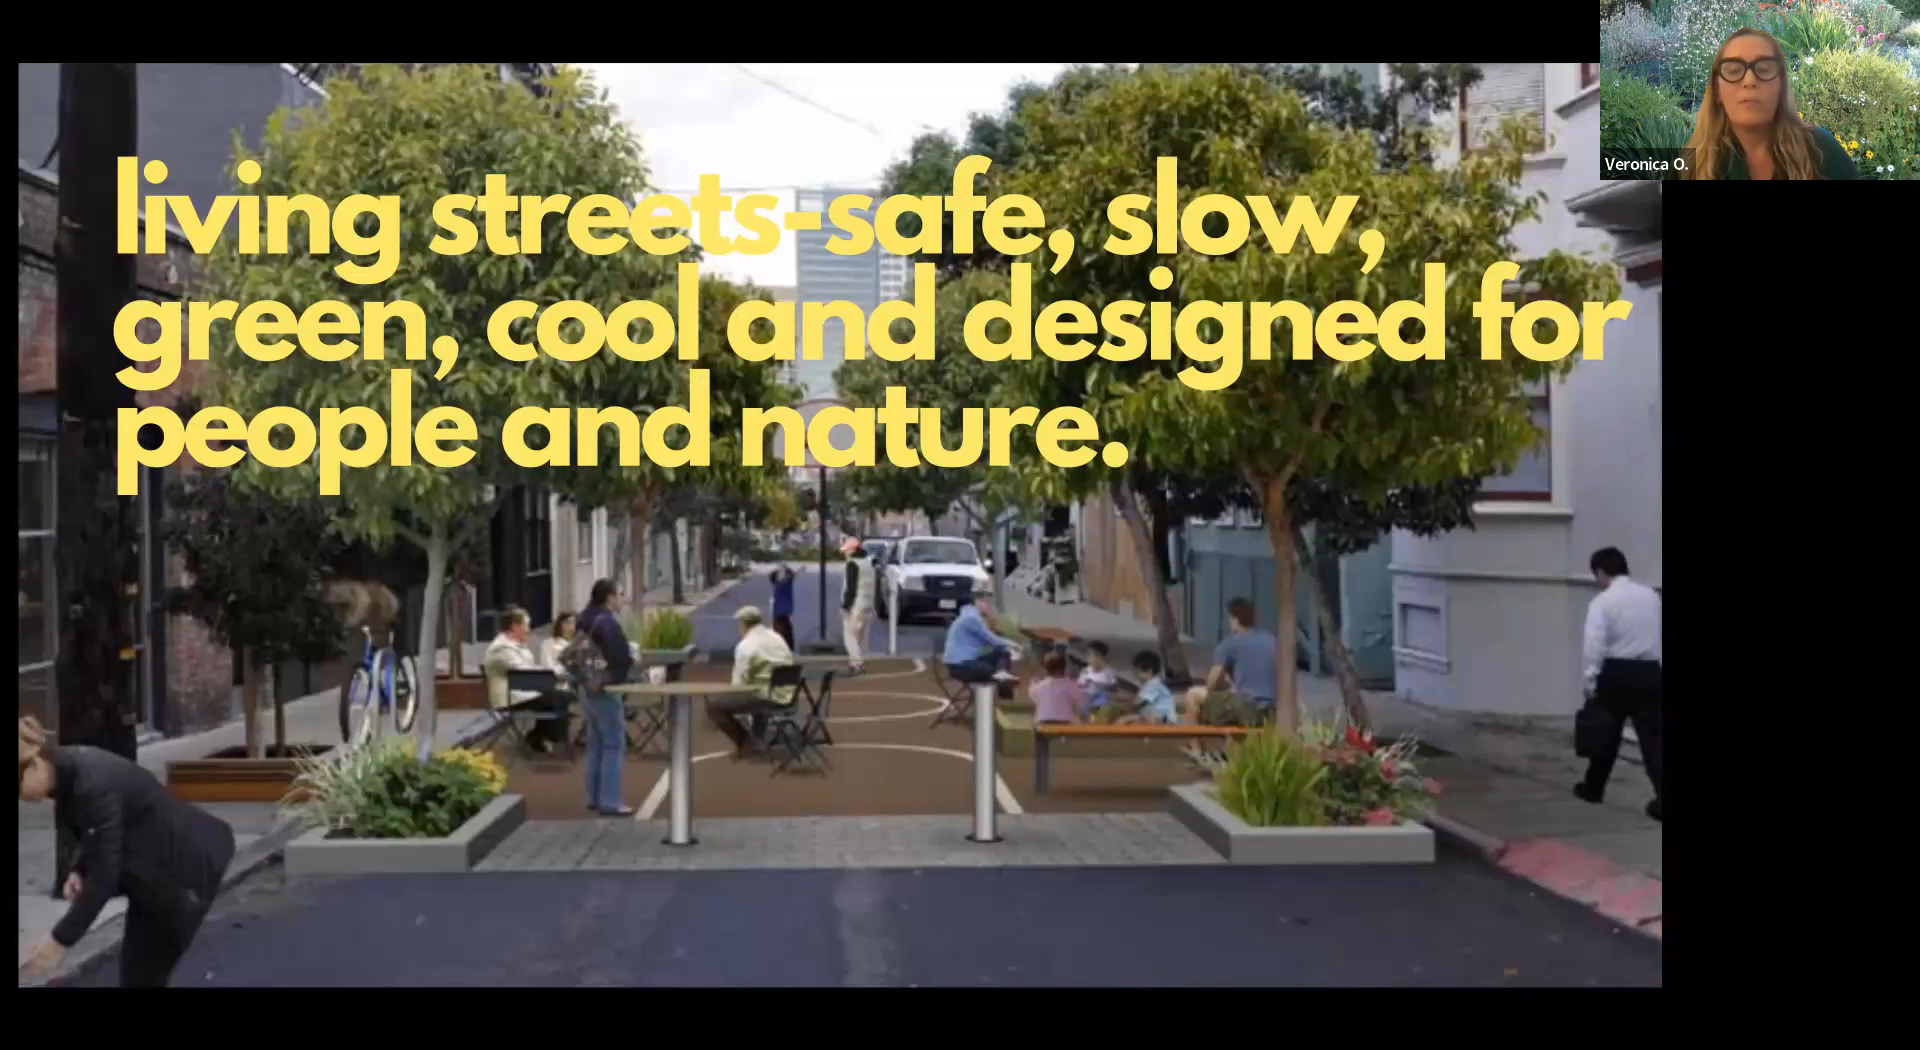 living streets-safe, slow,
green, cool and designed for
people and nature.
Veronica O.